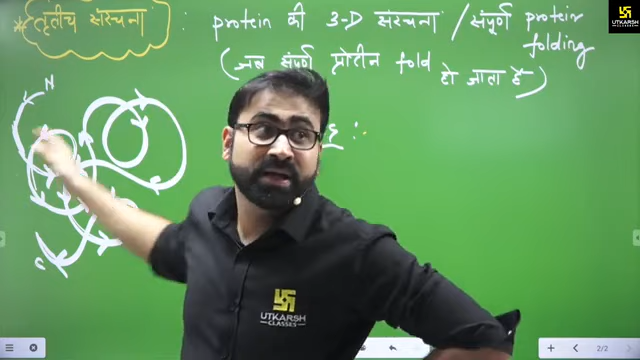 * तृतीय संरचना
protein की 3-D संरचना / संपूर्ण protein
folding
(जब संपूर्ण प्रोटीन fold हो जाता हैं)
N
C
UTKARSH
CLASSES
UTKARSH
CLASSES
2/2